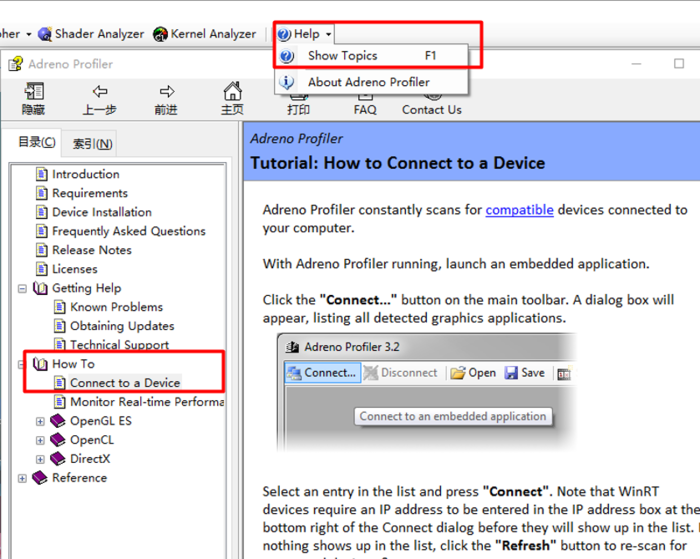 pher Shader Analyzer Kernel Analyzer Help
Show Topics F1
Adreno Profiler
About Adreno Profiler
隐藏 上一步 前进 主页 打印 FAQ Contact Us
目录(C) 索引(N)
Adreno Profiler
Tutorial: How to Connect to a Device
Introduction
Requirements
Device Installation
Frequently Asked Questions
Release Notes
Licenses
Getting Help
Known Problems
Obtaining Updates
Technical Support
How To
Connect to a Device
Monitor Real-time Performa
OpenGL ES
OpenCL
DirectX
Reference
Adreno Profiler constantly scans for compatible devices connected to
your computer.
With Adreno Profiler running, launch an embedded application.
Click the "Connect..." button on the main toolbar. A dialog box will
appear, listing all detected graphics applications.
Adreno Profiler 3.2
Connect... Disconnect Open Save
Connect to an embedded application
Select an entry in the list and press "Connect". Note that WinRT
devices require an IP address to be entered in the IP address box at the
bottom right of the Connect dialog before they will show up in the list.
nothing shows up in the list, click the "Refresh" button to re-scan for